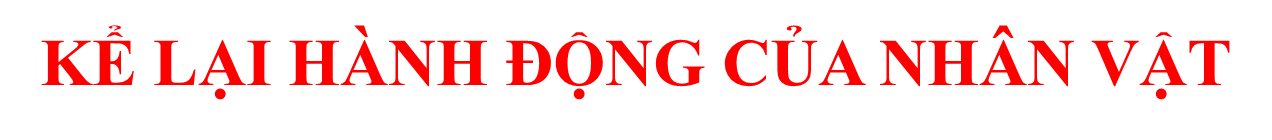 KỂ LẠI HÀNH ĐỘNG CỦA NHÂN VẬT